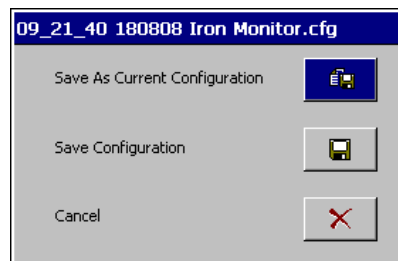 09_21_40 180808 Iron Monitor.cfg
Save As Current Configuration
Save Configuration
Cancel